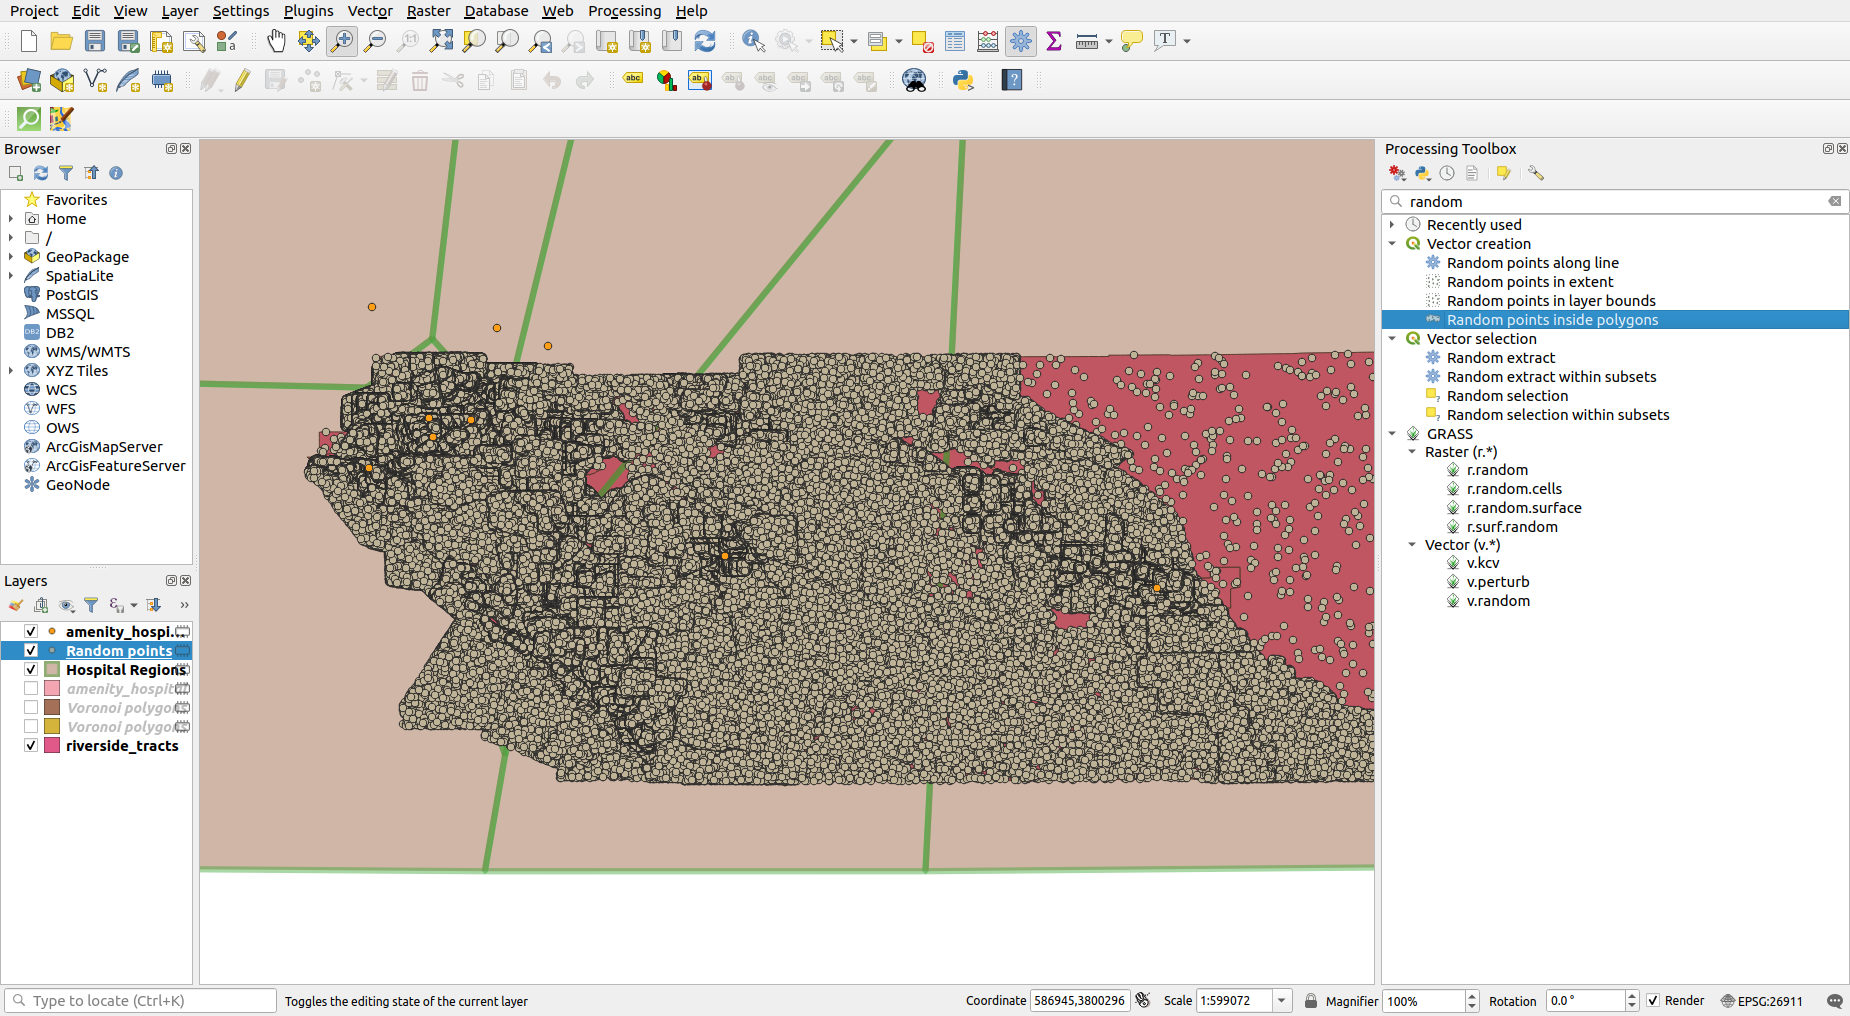 Project Edit View Layer Settings Plugins Vector Raster Database Web Processing Help
Browser
Favorites
Home
/
GeoPackage
SpatiaLite
PostGIS
MSSQL
DB2
WMS/WMTS
XYZ Tiles
WCS
WFS
OWS
ArcGisMapServer
ArcGisFeatureServer
GeoNode
Layers
amenity_hospi...
Random points
Hospital Regions
amenity_hospit
Voronoi polygon
Voronoi polygon
riverside_tracts
Processing Toolbox
random
Recently used
Vector creation
Random points along line
Random points in extent
Random points in layer bounds
Random points inside polygons
Vector selection
Random extract
Random extract within subsets
Random selection
Random selection within subsets
GRASS
Raster (r.*)
r.random
r.random.cells
r.random.surface
r.surf.random
Vector (v.*)
v.kcv
v.perturb
v.random
Type to locate (Ctrl+K) Toggles the editing state of the current layer Coordinate 586945,3800296 Scale 1:599072 Magnifier 100% Rotation 0.0 ° Render EPSG:26911